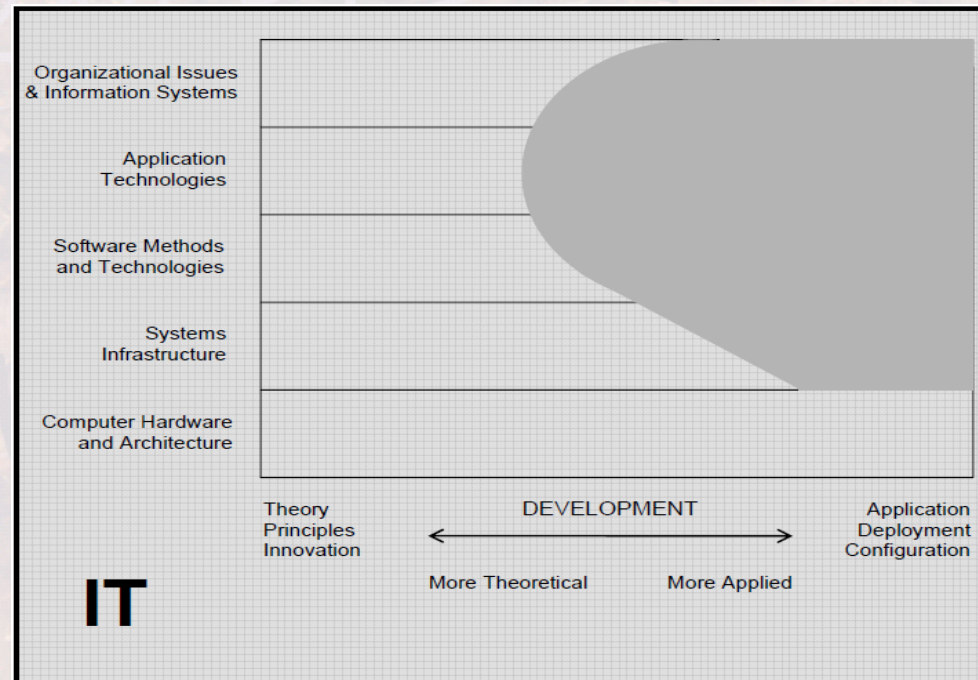 Organizational Issues
& Information Systems
Application
Technologies
Software Methods
and Technologies
Systems
Infrastructure
Computer Hardware
and Architecture
Theory
Principles
Innovation
DEVELOPMENT
Application
Deployment
Configuration
More Theoretical
More Applied
IT